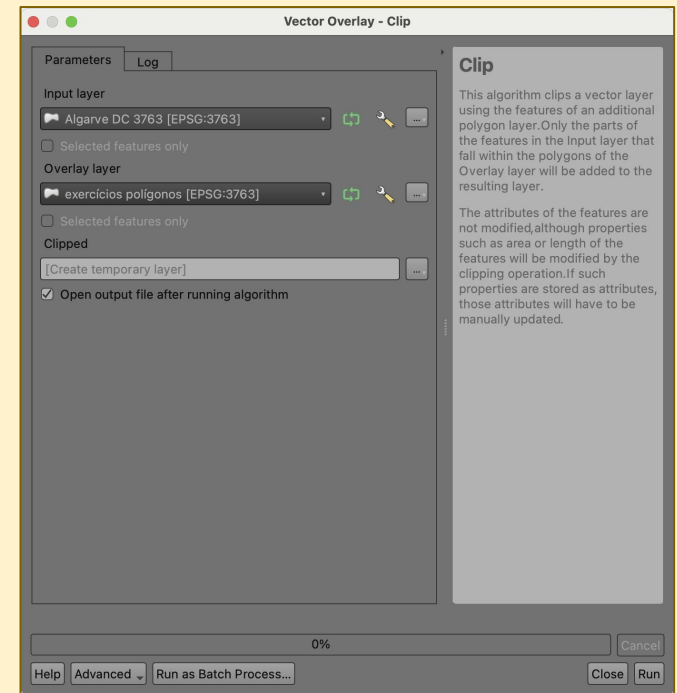 Vector Overlay - Clip
Parameters
Log
Input layer
Algarve DC 3763 [EPSG:3763]
...
Selected features only
Overlay layer
exercícios polígonos [EPSG:3763]
...
Selected features only
Clipped
[Create temporary layer]
...
Open output file after running algorithm
Clip
This algorithm clips a vector layer
using the features of an additional
polygon layer.Only the parts of
the features in the Input layer that
fall within the polygons of the
Overlay layer will be added to the
resulting layer.
The attributes of the features are
not modified,although properties
such as area or length of the
features will be modified by the
clipping operation.If such
properties are stored as attributes,
those attributes will have to be
manually updated.
0%
Cancel
Help
Advanced
Run as Batch Process...
Close
Run